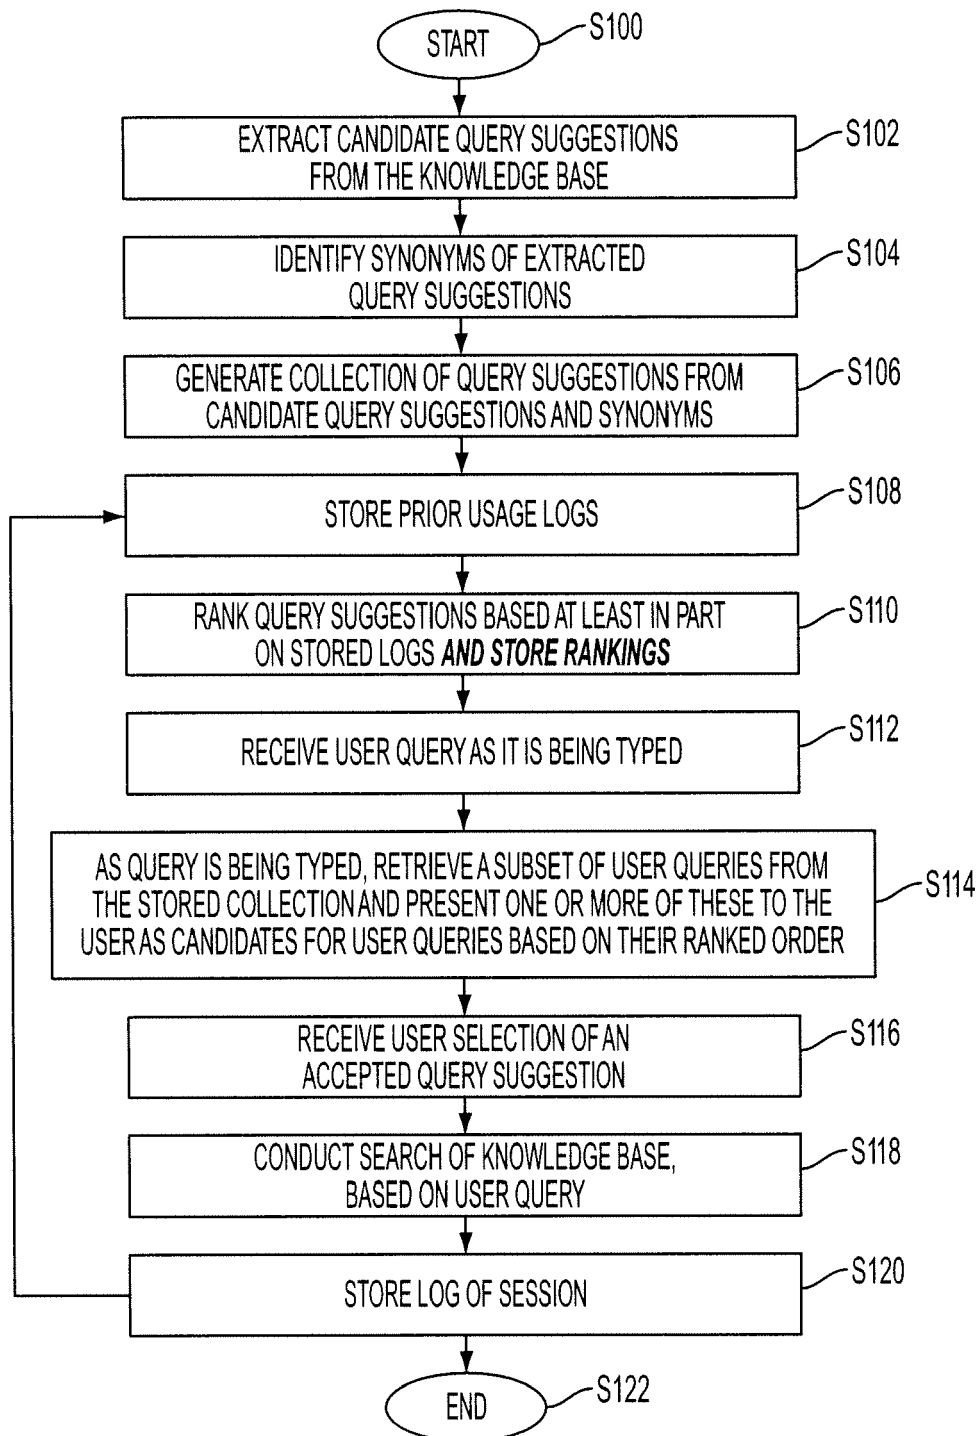 START
S100
EXTRACT CANDIDATE QUERY SUGGESTIONS
FROM THE KNOWLEDGE BASE
S102
IDENTIFY SYNONYMS OF EXTRACTED
QUERY SUGGESTIONS
S104
GENERATE COLLECTION OF QUERY SUGGESTIONS FROM
CANDIDATE QUERY SUGGESTIONS AND SYNONYMS
S106
STORE PRIOR USAGE LOGS
S108
RANK QUERY SUGGESTIONS BASED AT LEAST IN PART
ON STORED LOGS AND STORE RANKINGS
S110
RECEIVE USER QUERY AS IT IS BEING TYPED
S112
AS QUERY IS BEING TYPED, RETRIEVE A SUBSET OF USER QUERIES FROM
THE STORED COLLECTION AND PRESENT ONE OR MORE OF THESE TO THE
USER AS CANDIDATES FOR USER QUERIES BASED ON THEIR RANKED ORDER
S114
RECEIVE USER SELECTION OF AN
ACCEPTED QUERY SUGGESTION
S116
CONDUCT SEARCH OF KNOWLEDGE BASE,
BASED ON USER QUERY
S118
STORE LOG OF SESSION
S120
END
S122